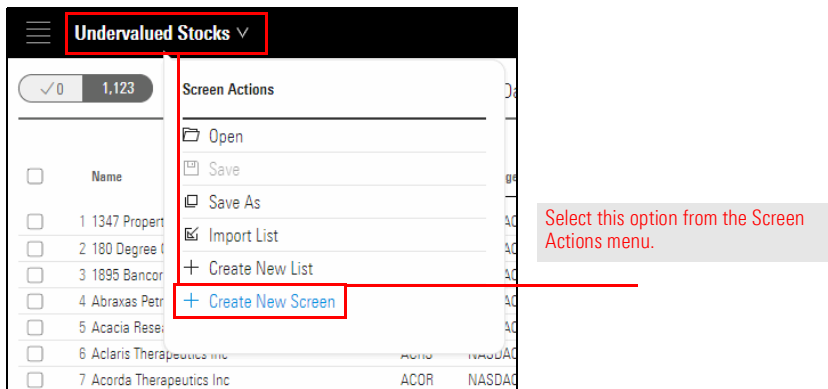 Undervalued Stocks
0 1,123
Screen Actions
Open
Name
Save
Save As
1 1347 Propert
Import List
2 180 Degree
3 1895 Bancor
Create New List
4 Abraxas Petr
Create New Screen
5 Acacia Resea
6 Aclaris Therapeutics Inc
7 Acorda Therapeutics Inc ACOR NASDAC
Select this option from the Screen
Actions menu.